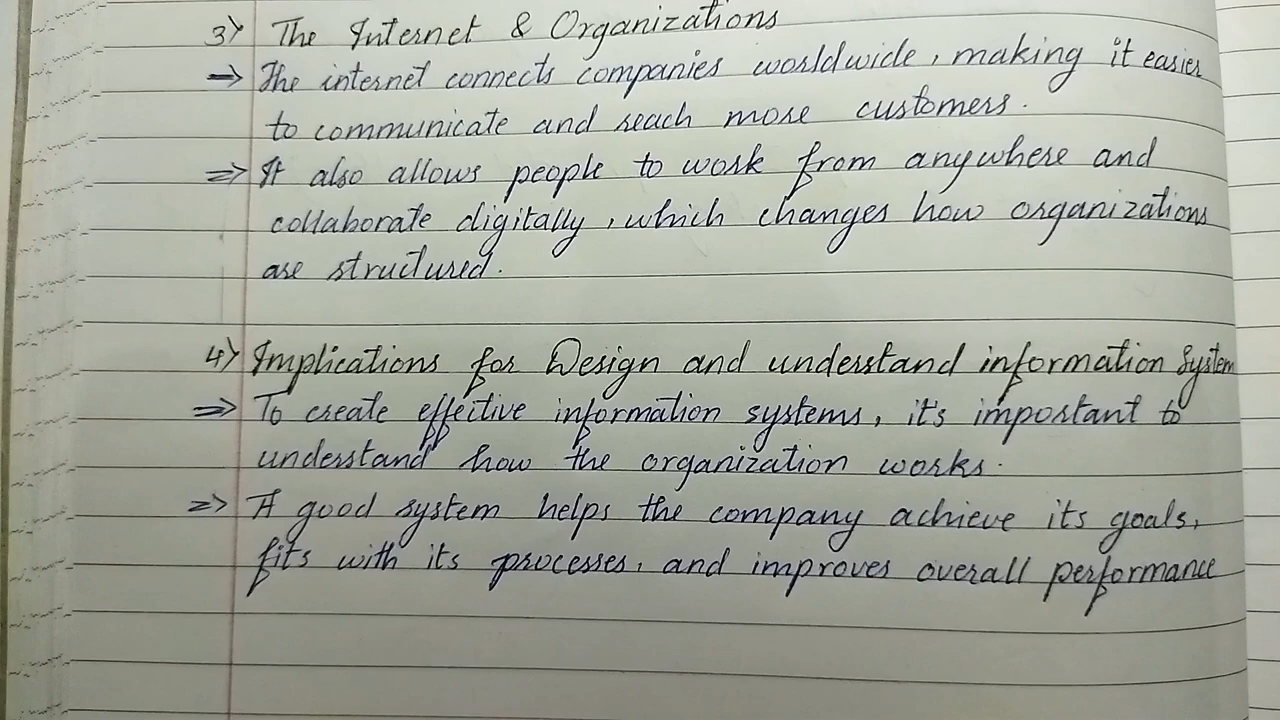 3) The Internet & Organizations
⇒ The internet connects companies worldwide, making it easier
to communicate and reach more customers.
⇒ It also allows people to work from anywhere and
collaborate digitally, which changes how organizations
are structured.
4) Implications for Design and understand information System
⇒ To create effective information systems, it's important to
understand how the organization works.
⇒ A good system helps the company achieve its goals,
fits with its processes, and improves overall performance